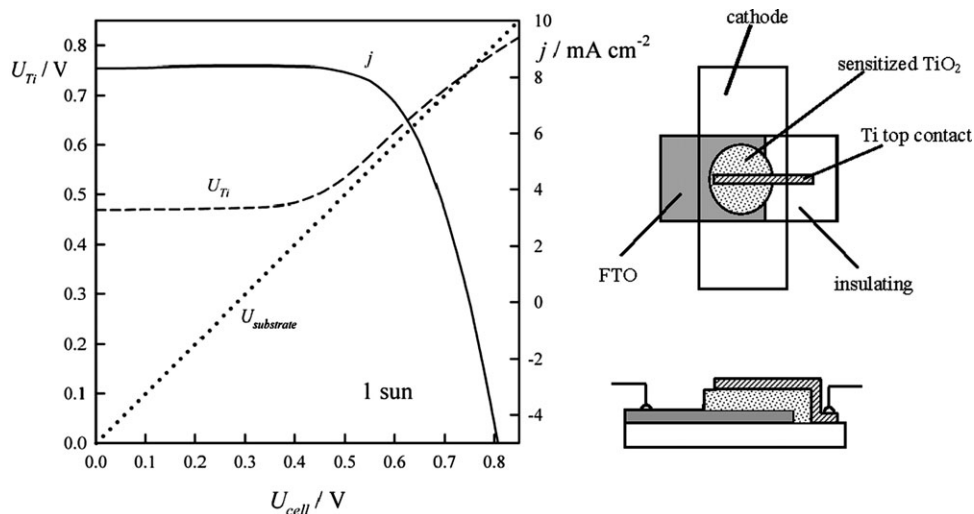 U_Ti / V
0.8
0.7
0.6
0.5
0.4
0.3
0.2
0.1
0.0
0.0 0.1 0.2 0.3 0.4 0.5 0.6 0.7 0.8
U_cell / V
10
j / mA cm⁻²
8
6
4
2
0
-2
-4
j
U_Ti
U_substrate
1 sun
cathode
sensitized TiO₂
Ti top contact
FTO
insulating